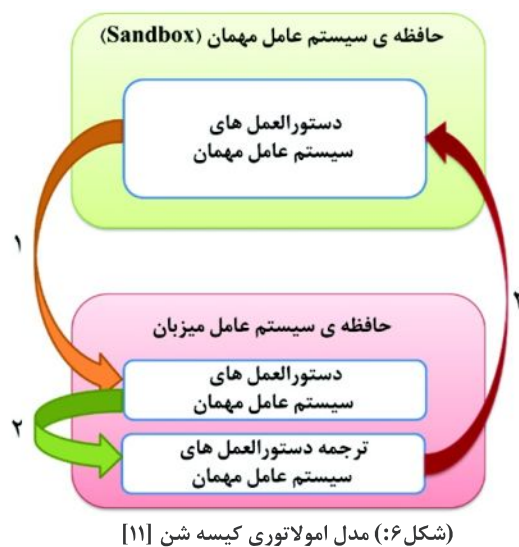 حافظه ی سیستم عامل مهمان (Sandbox)
دستورالعمل های
سیستم عامل مهمان
۱
حافظه ی سیستم عامل میزبان
دستورالعمل های
سیستم عامل مهمان
۲
ترجمه دستورالعمل های
سیستم عامل مهمان
(شکل۶:) مدل امولاتوری کیسه شن [۱۱]